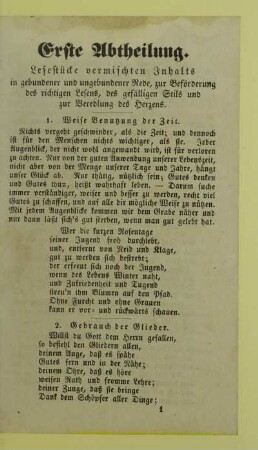 Erste Abtheilung.
Lesestücke vermischten Inhalts
in gebundener und ungebundener Rede, zur Beförderung
des richtigen Lesens, des gefälligen Stils und
zur Veredlung des Herzens.
1. Weise Benutzung der Zeit.
Nichts vergeht geschwinder, als die Zeit; und dennoch
ist für den Menschen nichts wichtiger, als sie. Jeder
Augenblick, der nicht wohl angewandt wird, ist für verloren
zu achten. Nur von der guten Anwendung unserer Lebenszeit,
nicht aber von der Menge unserer Tage und Jahre, hängt
unser Glück ab. Nur thätig, nützlich sein; Gutes denken
und Gutes thun, heißt wahrhaft leben. — Darum suche
immer verständiger, weiser und besser zu werden, recht viel
Gutes zu schaffen, und auf alle dir mögliche Weise zu nützen.
Mit jedem Augenblick kommen wir dem Grabe näher und
nur dann läßt sich's gut sterben, wenn man gut gelebt hat.
Wer die kurzen Rosentage
seiner Jugend froh durchlebt,
und, entfernt von Neid und Klage,
gut zu werden sich bestrebt;
der erfreut sich noch der Jugend,
wenn des Lebens Winter naht,
und Zufriedenheit und Tugend
streu'n ihm Blumen auf den Pfad.
Ohne Furcht und ohne Grauen
kann er vor- und rückwärts schauen.
2. Gebrauch der Glieder.
Willst du Gott dem Herrn gefallen,
so befiehl den Gliedern allen,
deinem Auge, daß es spähe
Gutes fern und in der Nähe;
deinem Ohre, daß es höre
weisen Rath und fromme Lehre;
deiner Zunge, daß sie bringe
Dank dem Schöpfer aller Dinge;
1